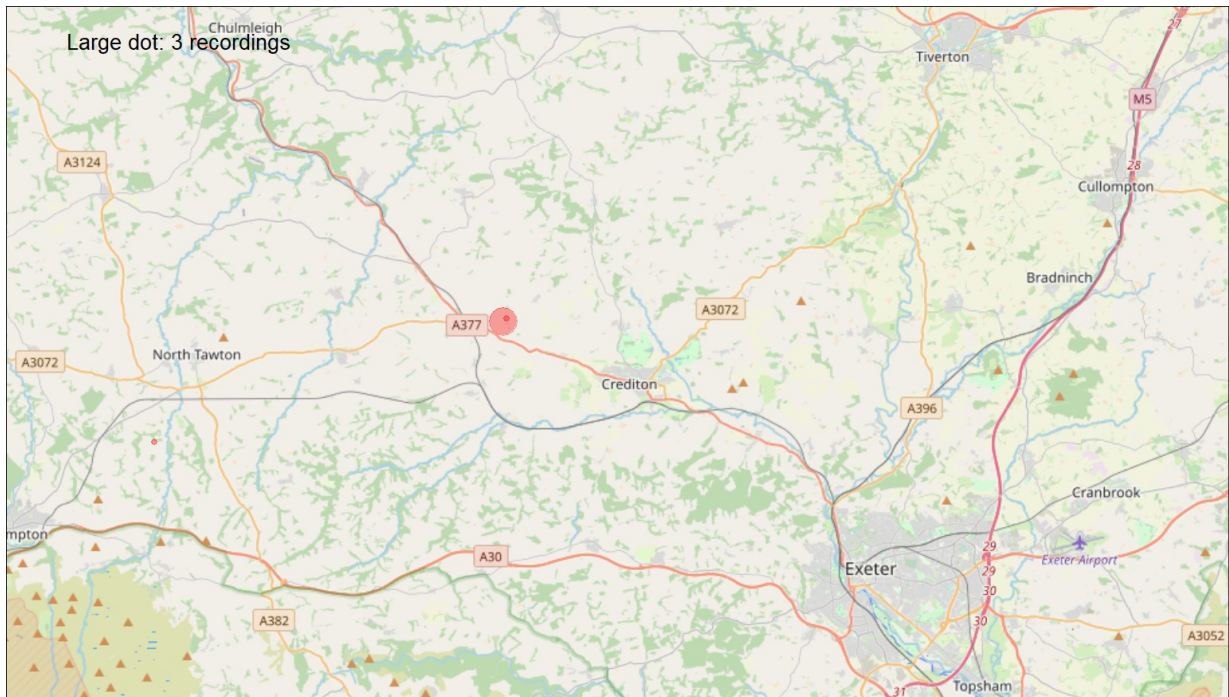 Chulmleigh
Large dot: 3 recordings
27
Tiverton
M5
A3124
28
Cullompton
Bradninch
A3072
A377
North Tawton
A3072
Crediton
A396
Cranbrook
mpton
29
A30
Exeter Airport
Exeter
29
30
A382
30
A3052
Topsham
31